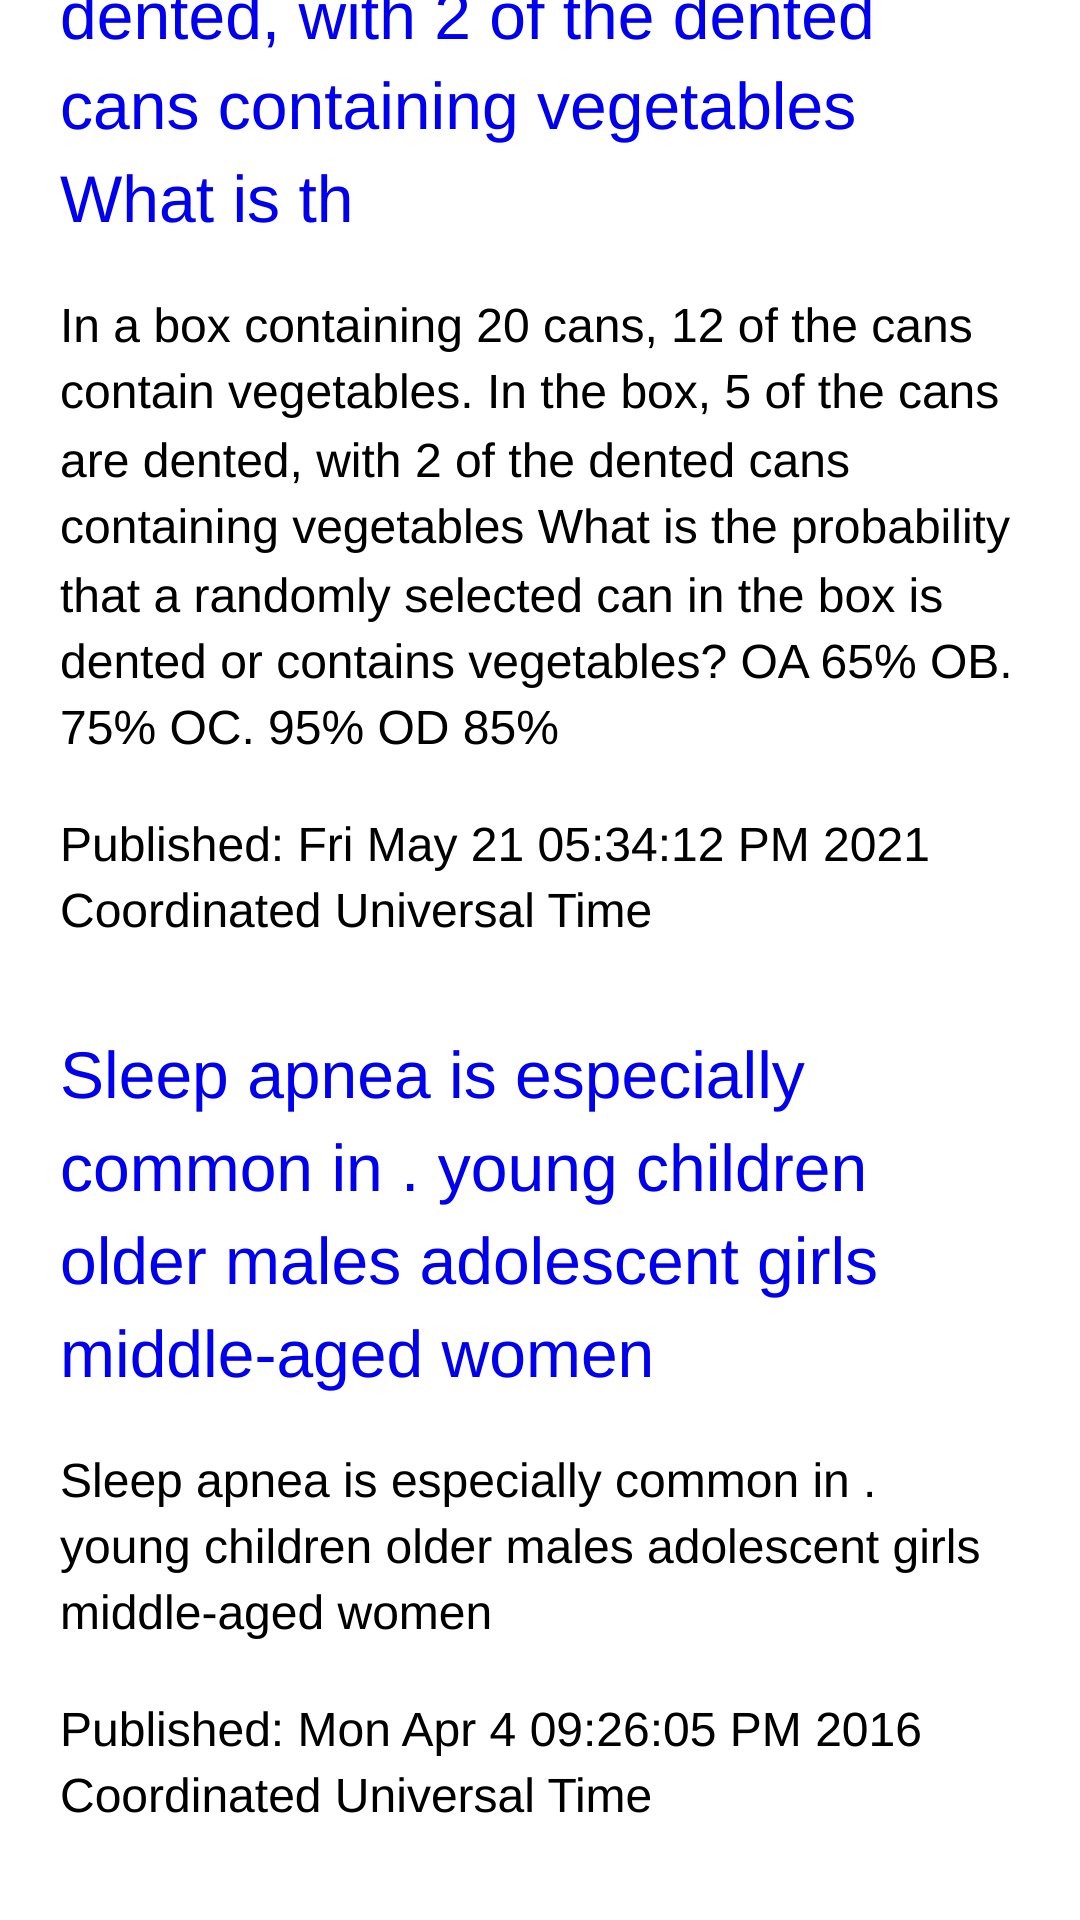 dented, with 2 of the dented
cans containing vegetables
What is th
In a box containing 20 cans, 12 of the cans
contain vegetables. In the box, 5 of the cans
are dented, with 2 of the dented cans
containing vegetables What is the probability
that a randomly selected can in the box is
dented or contains vegetables? OA 65% OB.
75% OC. 95% OD 85%
Published: Fri May 21 05:34:12 PM 2021
Coordinated Universal Time
Sleep apnea is especially
common in . young children
older males adolescent girls
middle-aged women
Sleep apnea is especially common in .
young children older males adolescent girls
middle-aged women
Published: Mon Apr 4 09:26:05 PM 2016
Coordinated Universal Time